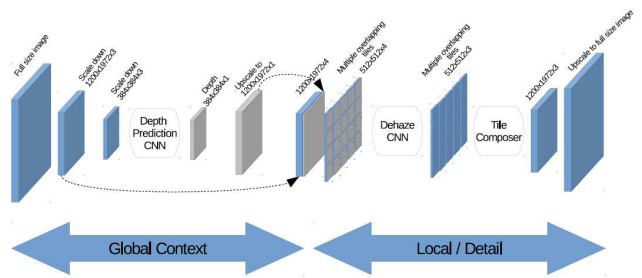 Full size image
Scale down
1200x1972x3
Scale down
384x384x3
Depth
Prediction
CNN
Depth
384x384x1
Upscale to
1200x1972x1
1200x1972x4
Multiple overlapping
tiles
512x512x4
Dehaze
CNN
Multiple overlapping
tiles
512x512x3
Tile
Composer
1200x1972x3
Upscale to full size image
Global Context
Local / Detail